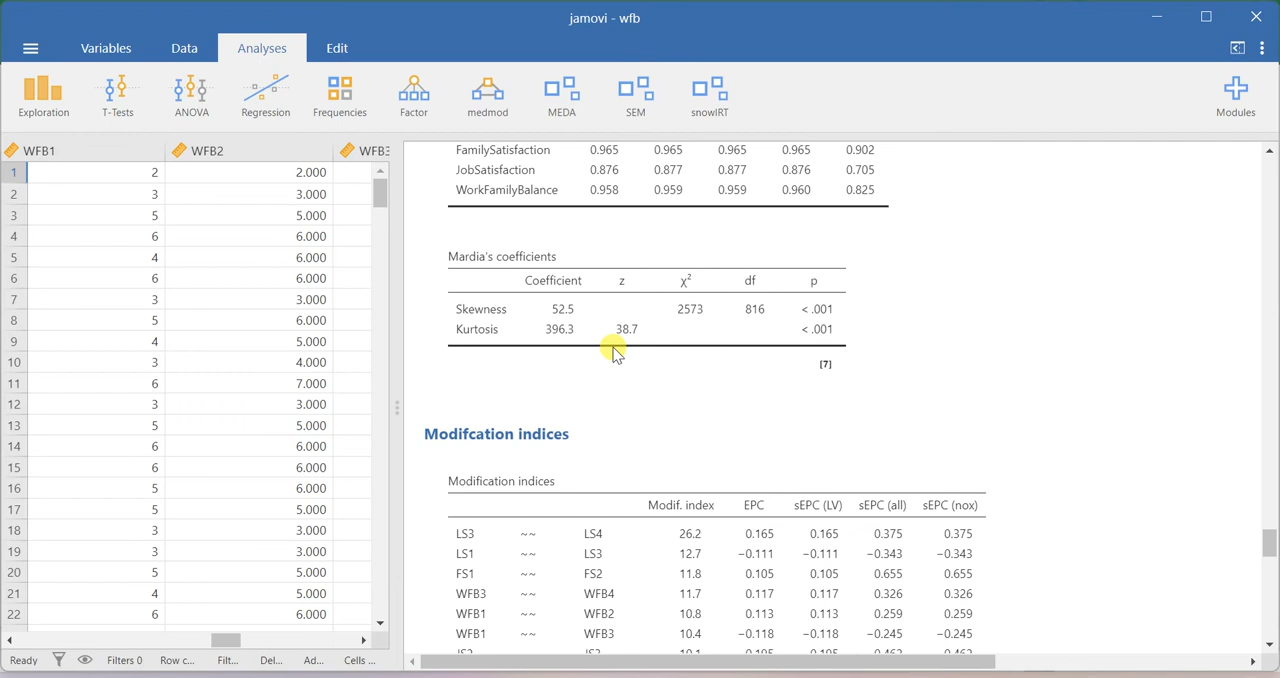 jamovi - wfb
Variables Data Analyses Edit
Exploration T-Tests ANOVA Regression Frequencies Factor medmod MEDA SEM snowIRT Modules
WFB1 WFB2 WFB3
1 2 2.000
2 3 3.000
3 5 5.000
4 6 6.000
5 4 6.000
6 6 6.000
7 3 3.000
8 5 6.000
9 4 5.000
10 3 4.000
11 6 7.000
12 3 3.000
13 5 5.000
14 6 6.000
15 6 6.000
16 5 6.000
17 5 5.000
18 3 3.000
19 3 3.000
20 5 5.000
21 4 5.000
22 6 6.000
Ready Filters 0 Row c... Filt... Del... Ad... Cells ...
FamilySatisfaction 0.965 0.965 0.965 0.965 0.902
JobSatisfaction 0.876 0.877 0.877 0.876 0.705
WorkFamilyBalance 0.958 0.959 0.959 0.960 0.825
Mardia's coefficients
Coefficient z χ² df p
Skewness 52.5 2573 816 < .001
Kurtosis 396.3 38.7 < .001
[7]
Modifcation indices
Modification indices
Modif. index EPC sEPC (LV) sEPC (all) sEPC (nox)
LS3 ~~ LS4 26.2 0.165 0.165 0.375 0.375
LS1 ~~ LS3 12.7 −0.111 −0.111 −0.343 −0.343
FS1 ~~ FS2 11.8 0.105 0.105 0.655 0.655
WFB3 ~~ WFB4 11.7 0.117 0.117 0.326 0.326
WFB1 ~~ WFB2 10.8 0.113 0.113 0.259 0.259
WFB1 ~~ WFB3 10.4 −0.118 −0.118 −0.245 −0.245